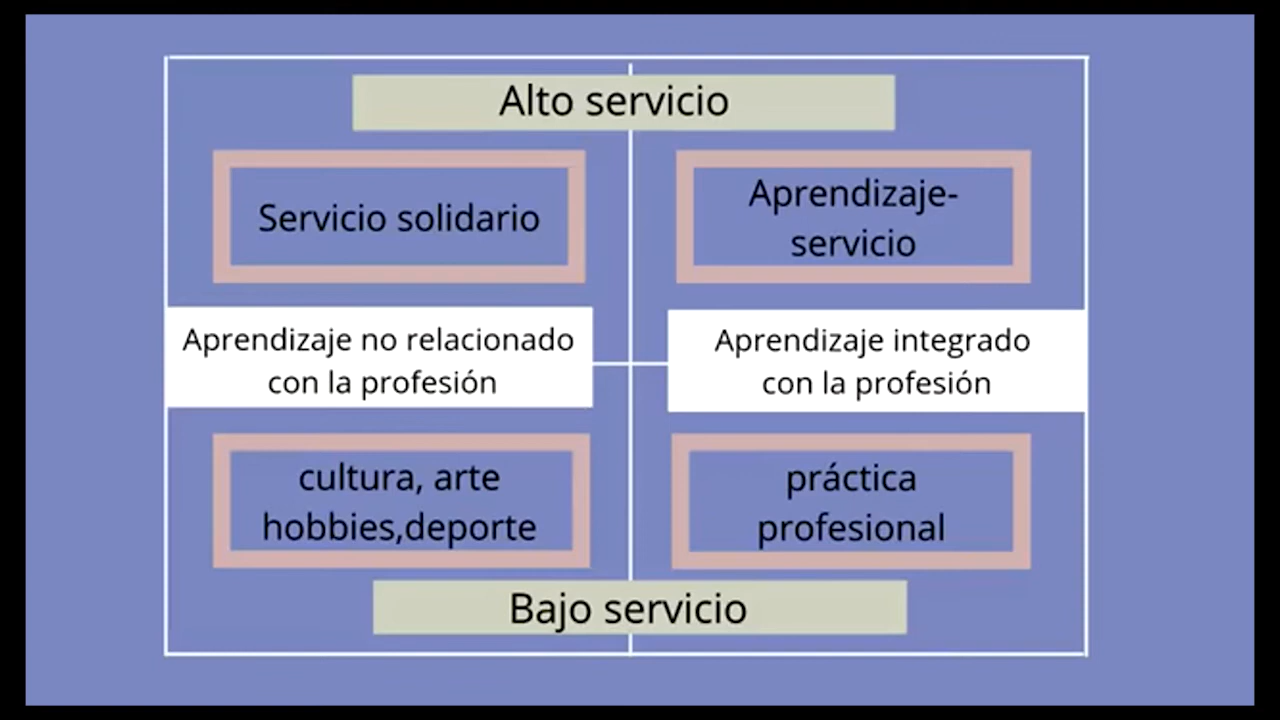 Alto servicio
Servicio solidario
Aprendizaje-
servicio
Aprendizaje no relacionado
con la profesión
Aprendizaje integrado
con la profesión
cultura, arte
hobbies,deporte
práctica
profesional
Bajo servicio